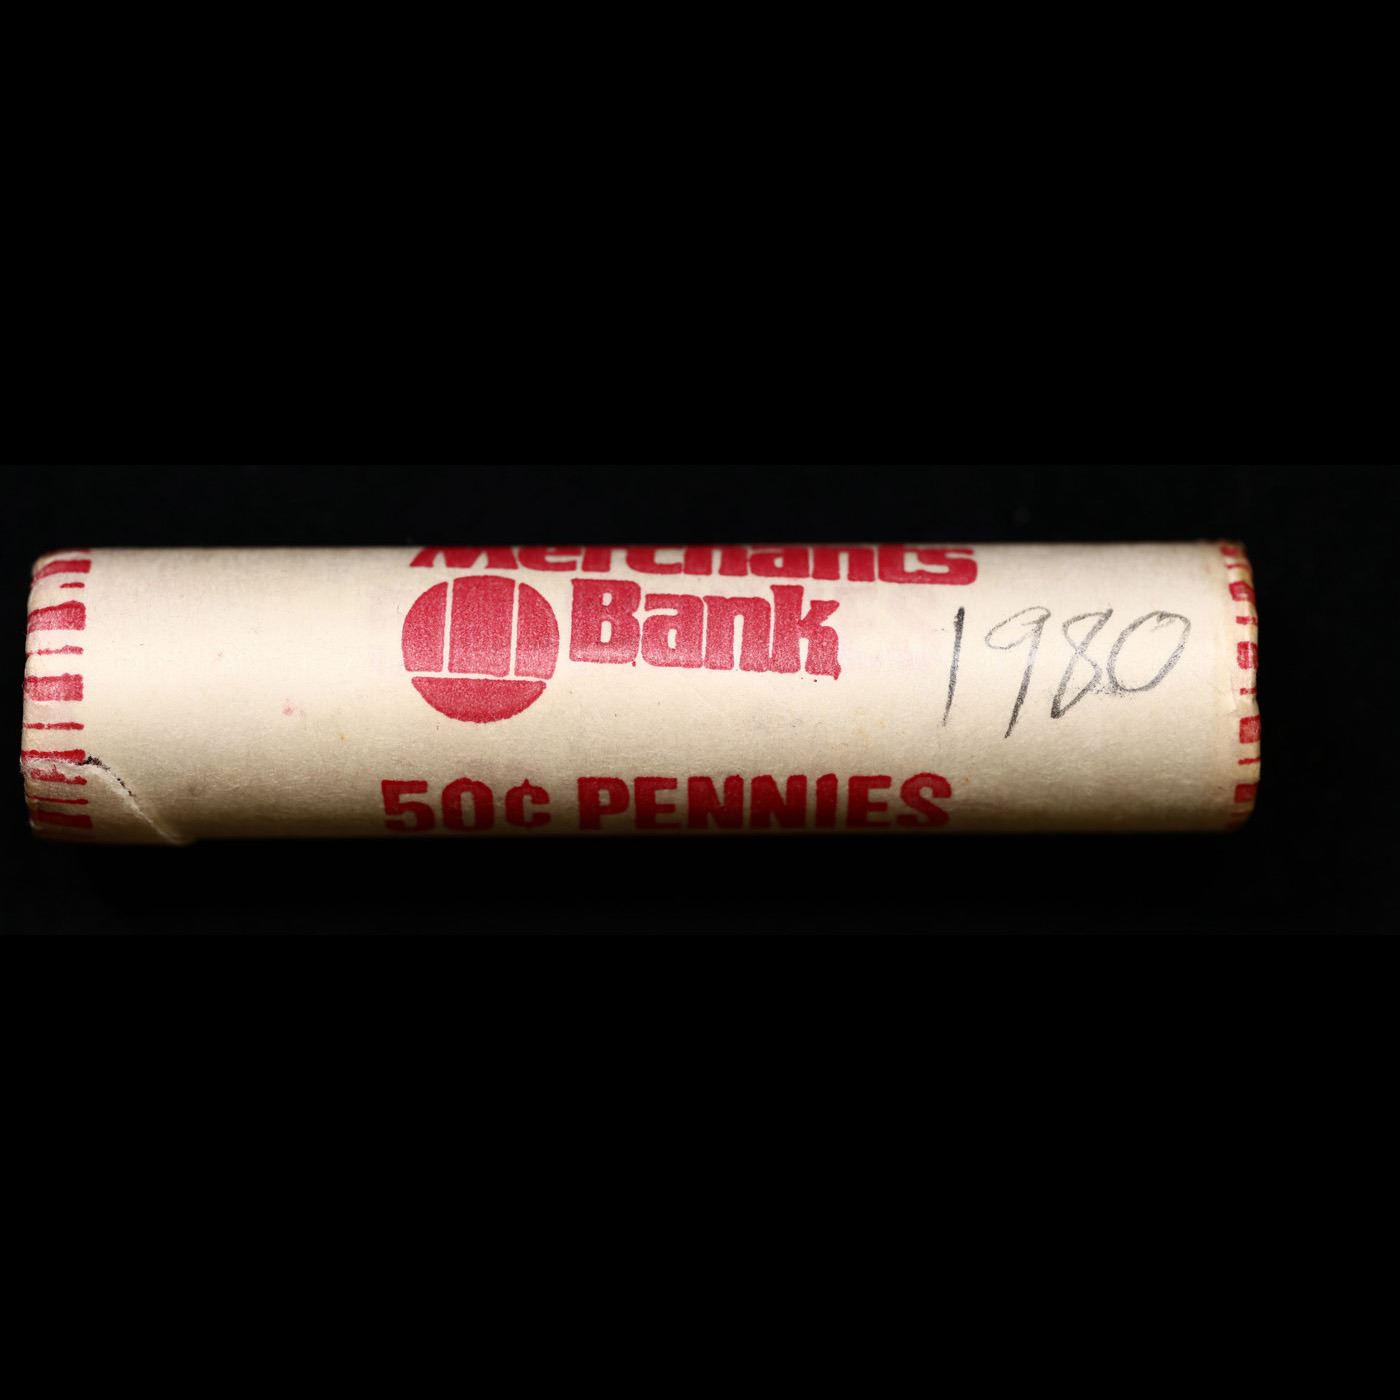 Merchants
Bank
1980
50¢ PENNIES